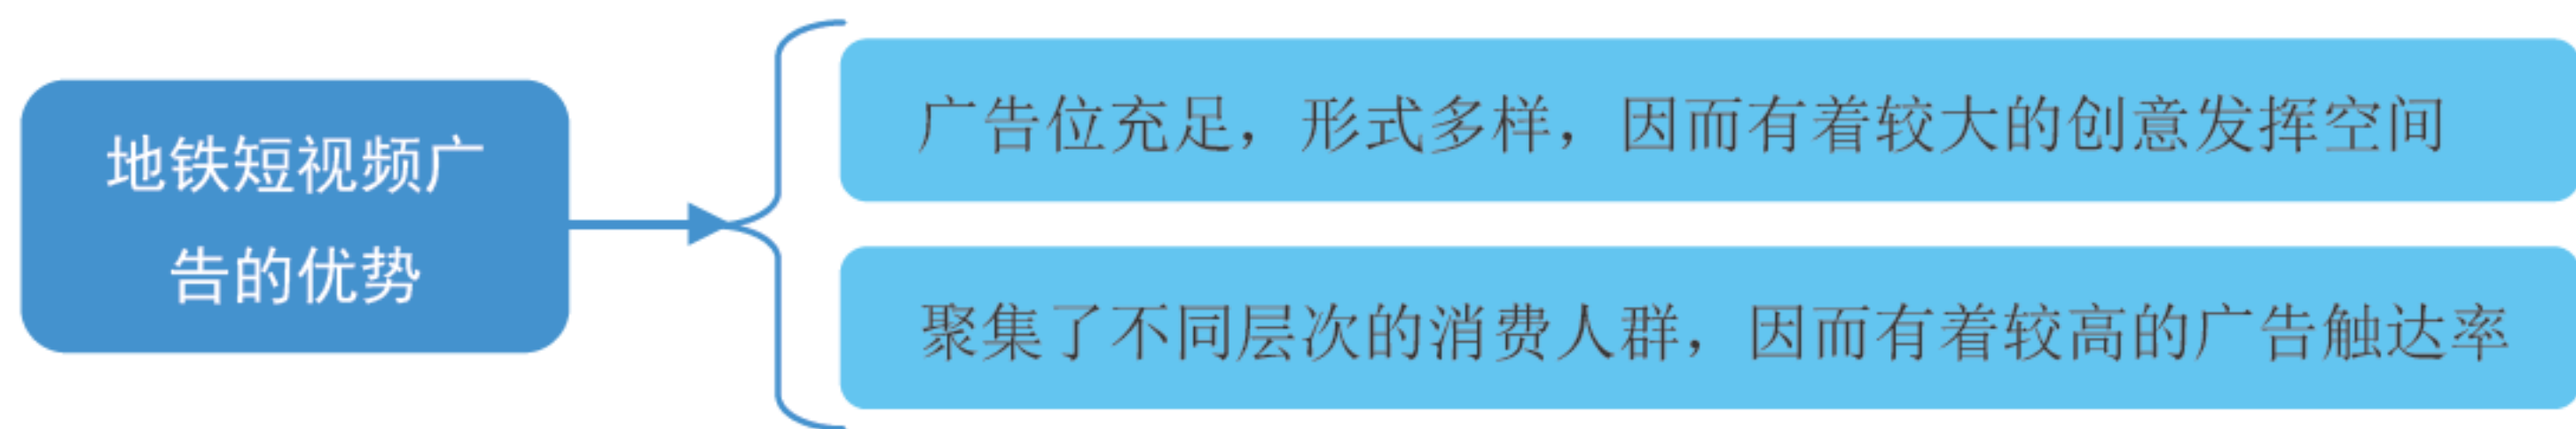 地铁短视频广
告的优势
广告位充足，形式多样，因而有着较大的创意发挥空间
聚集了不同层次的消费人群，因而有着较高的广告触达率